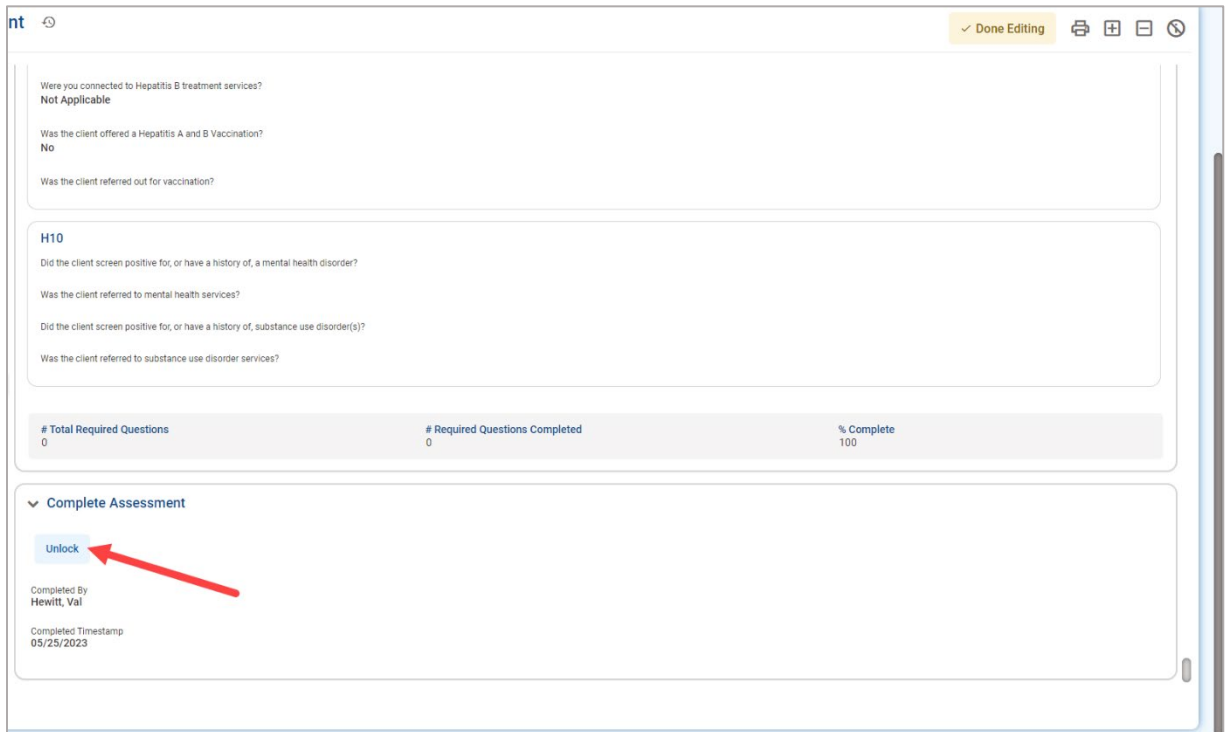 nt
Done Editing
Were you connected to Hepatitis B treatment services?
Not Applicable
Was the client offered a Hepatitis A and B Vaccination?
No
Was the client referred out for vaccination?
H10
Did the client screen positive for, or have a history of, a mental health disorder?
Was the client referred to mental health services?
Did the client screen positive for, or have a history of, substance use disorder(s)?
Was the client referred to substance use disorder services?
# Total Required Questions # Required Questions Completed % Complete
0 0 100
Complete Assessment
Unlock
Completed By
Hewitt, Val
Completed Timestamp
05/25/2023